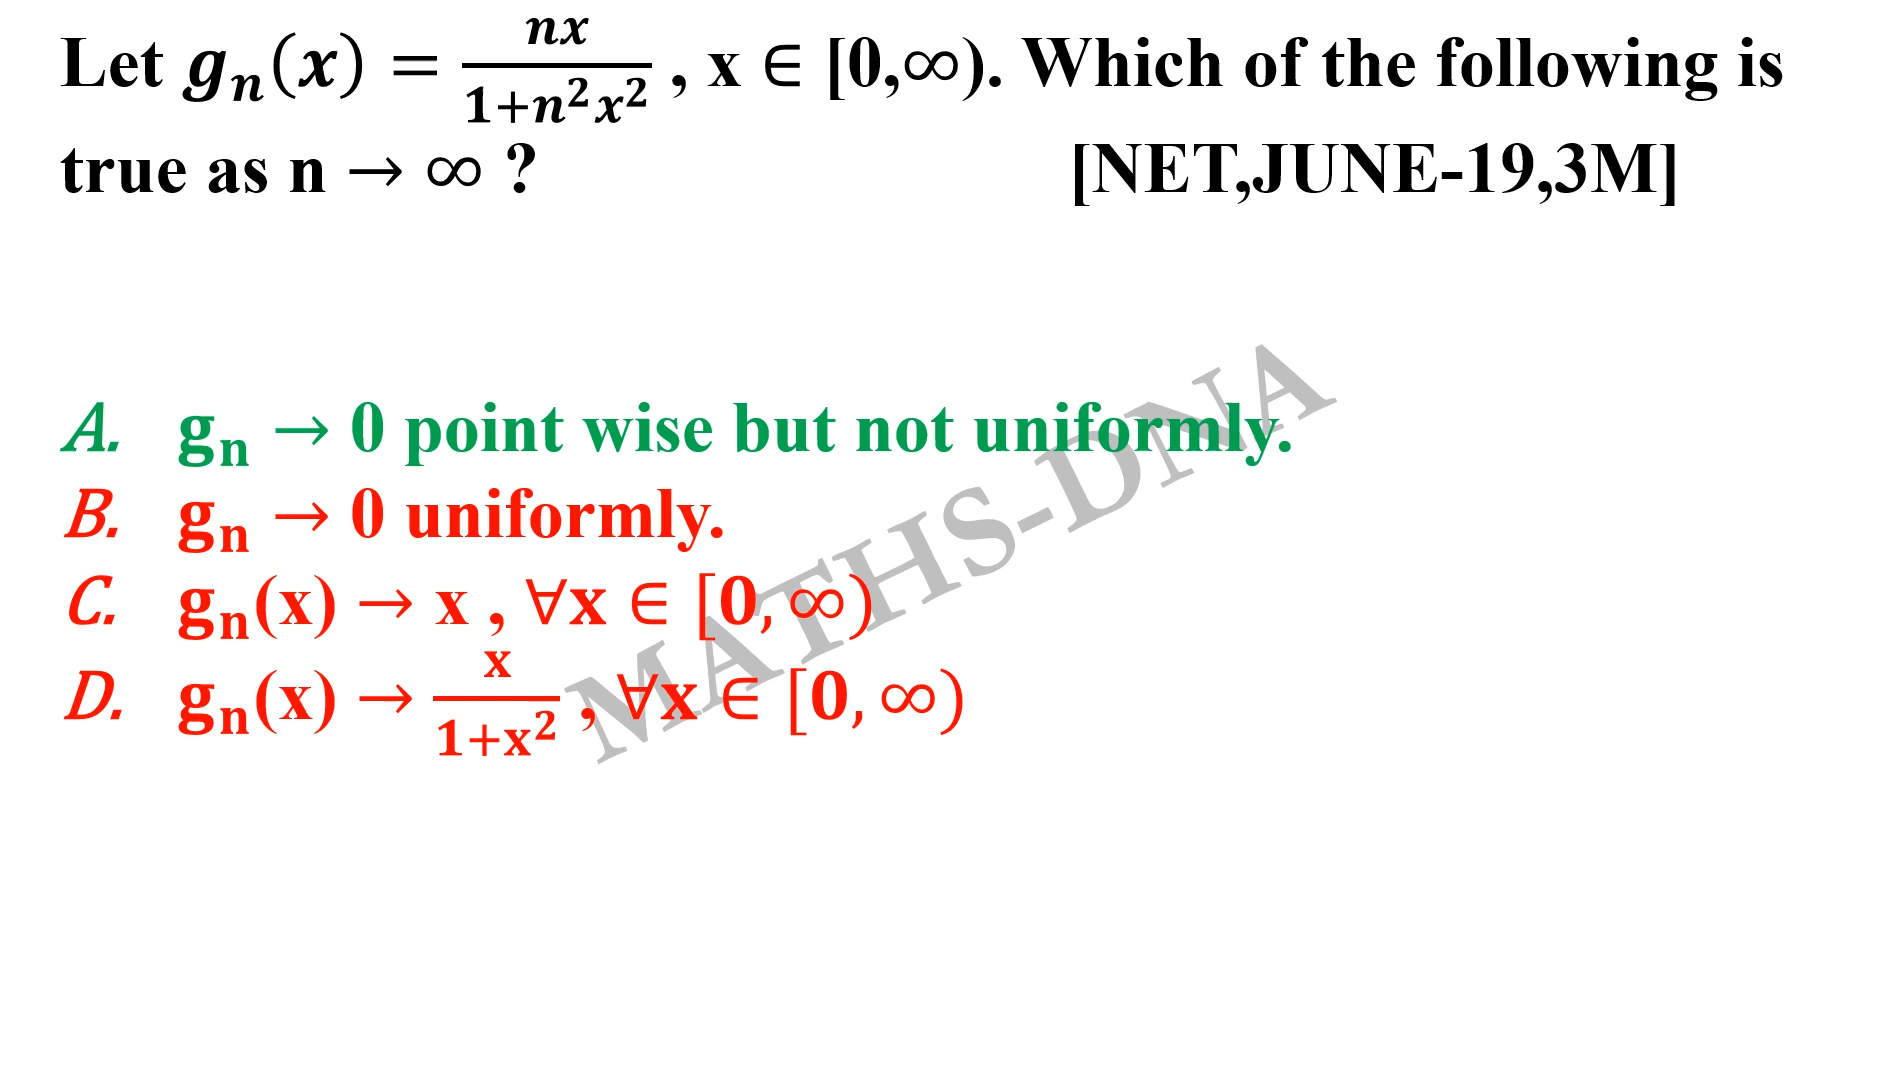 Let gₙ(x) = nx/1+n²x² , x ∈ [0,∞). Which of the following is
true as n → ∞ ? [NET,JUNE-19,3M]
A. gₙ → 0 point wise but not uniformly.
B. gₙ → 0 uniformly.
C. gₙ(x) → x , ∀x ∈ [0, ∞)
D. gₙ(x) → x/1+x² , ∀x ∈ [0, ∞)
MATHS-DNA